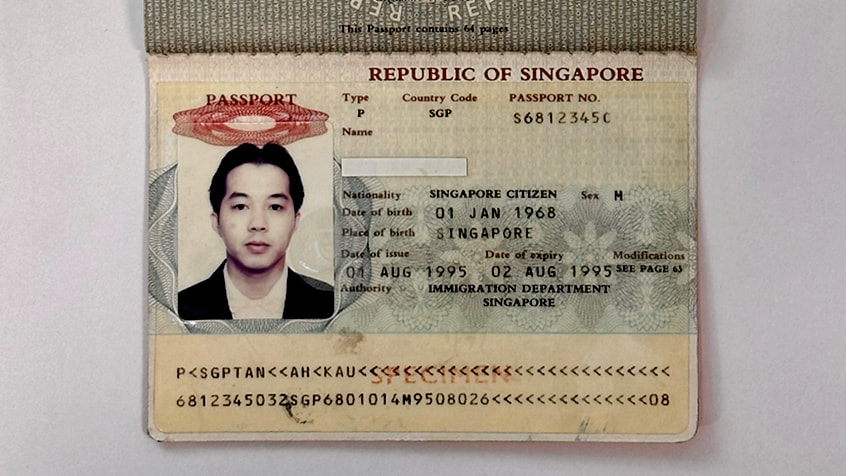 This Passport contains 64 pages
REPUBLIC OF SINGAPORE
PASSPORT
Type Country Code PASSPORT NO.
P SGP S6812345C
Name
Nationality SINGAPORE CITIZEN Sex M
Date of birth 01 JAN 1968
Place of birth SINGAPORE
Date of issue Date of expiry Modifications
01 AUG 1995 02 AUG 1995 SEE PAGE 63
Authority IMMIGRATION DEPARTMENT
SINGAPORE
SPECIMEN
P<SGPTAN<<AH<KAU<<<<<<<<<<<<<<<<<<<<<<<<<<<<
6812345032SGP6801014M9508026<<<<<<<<<<<<<<08